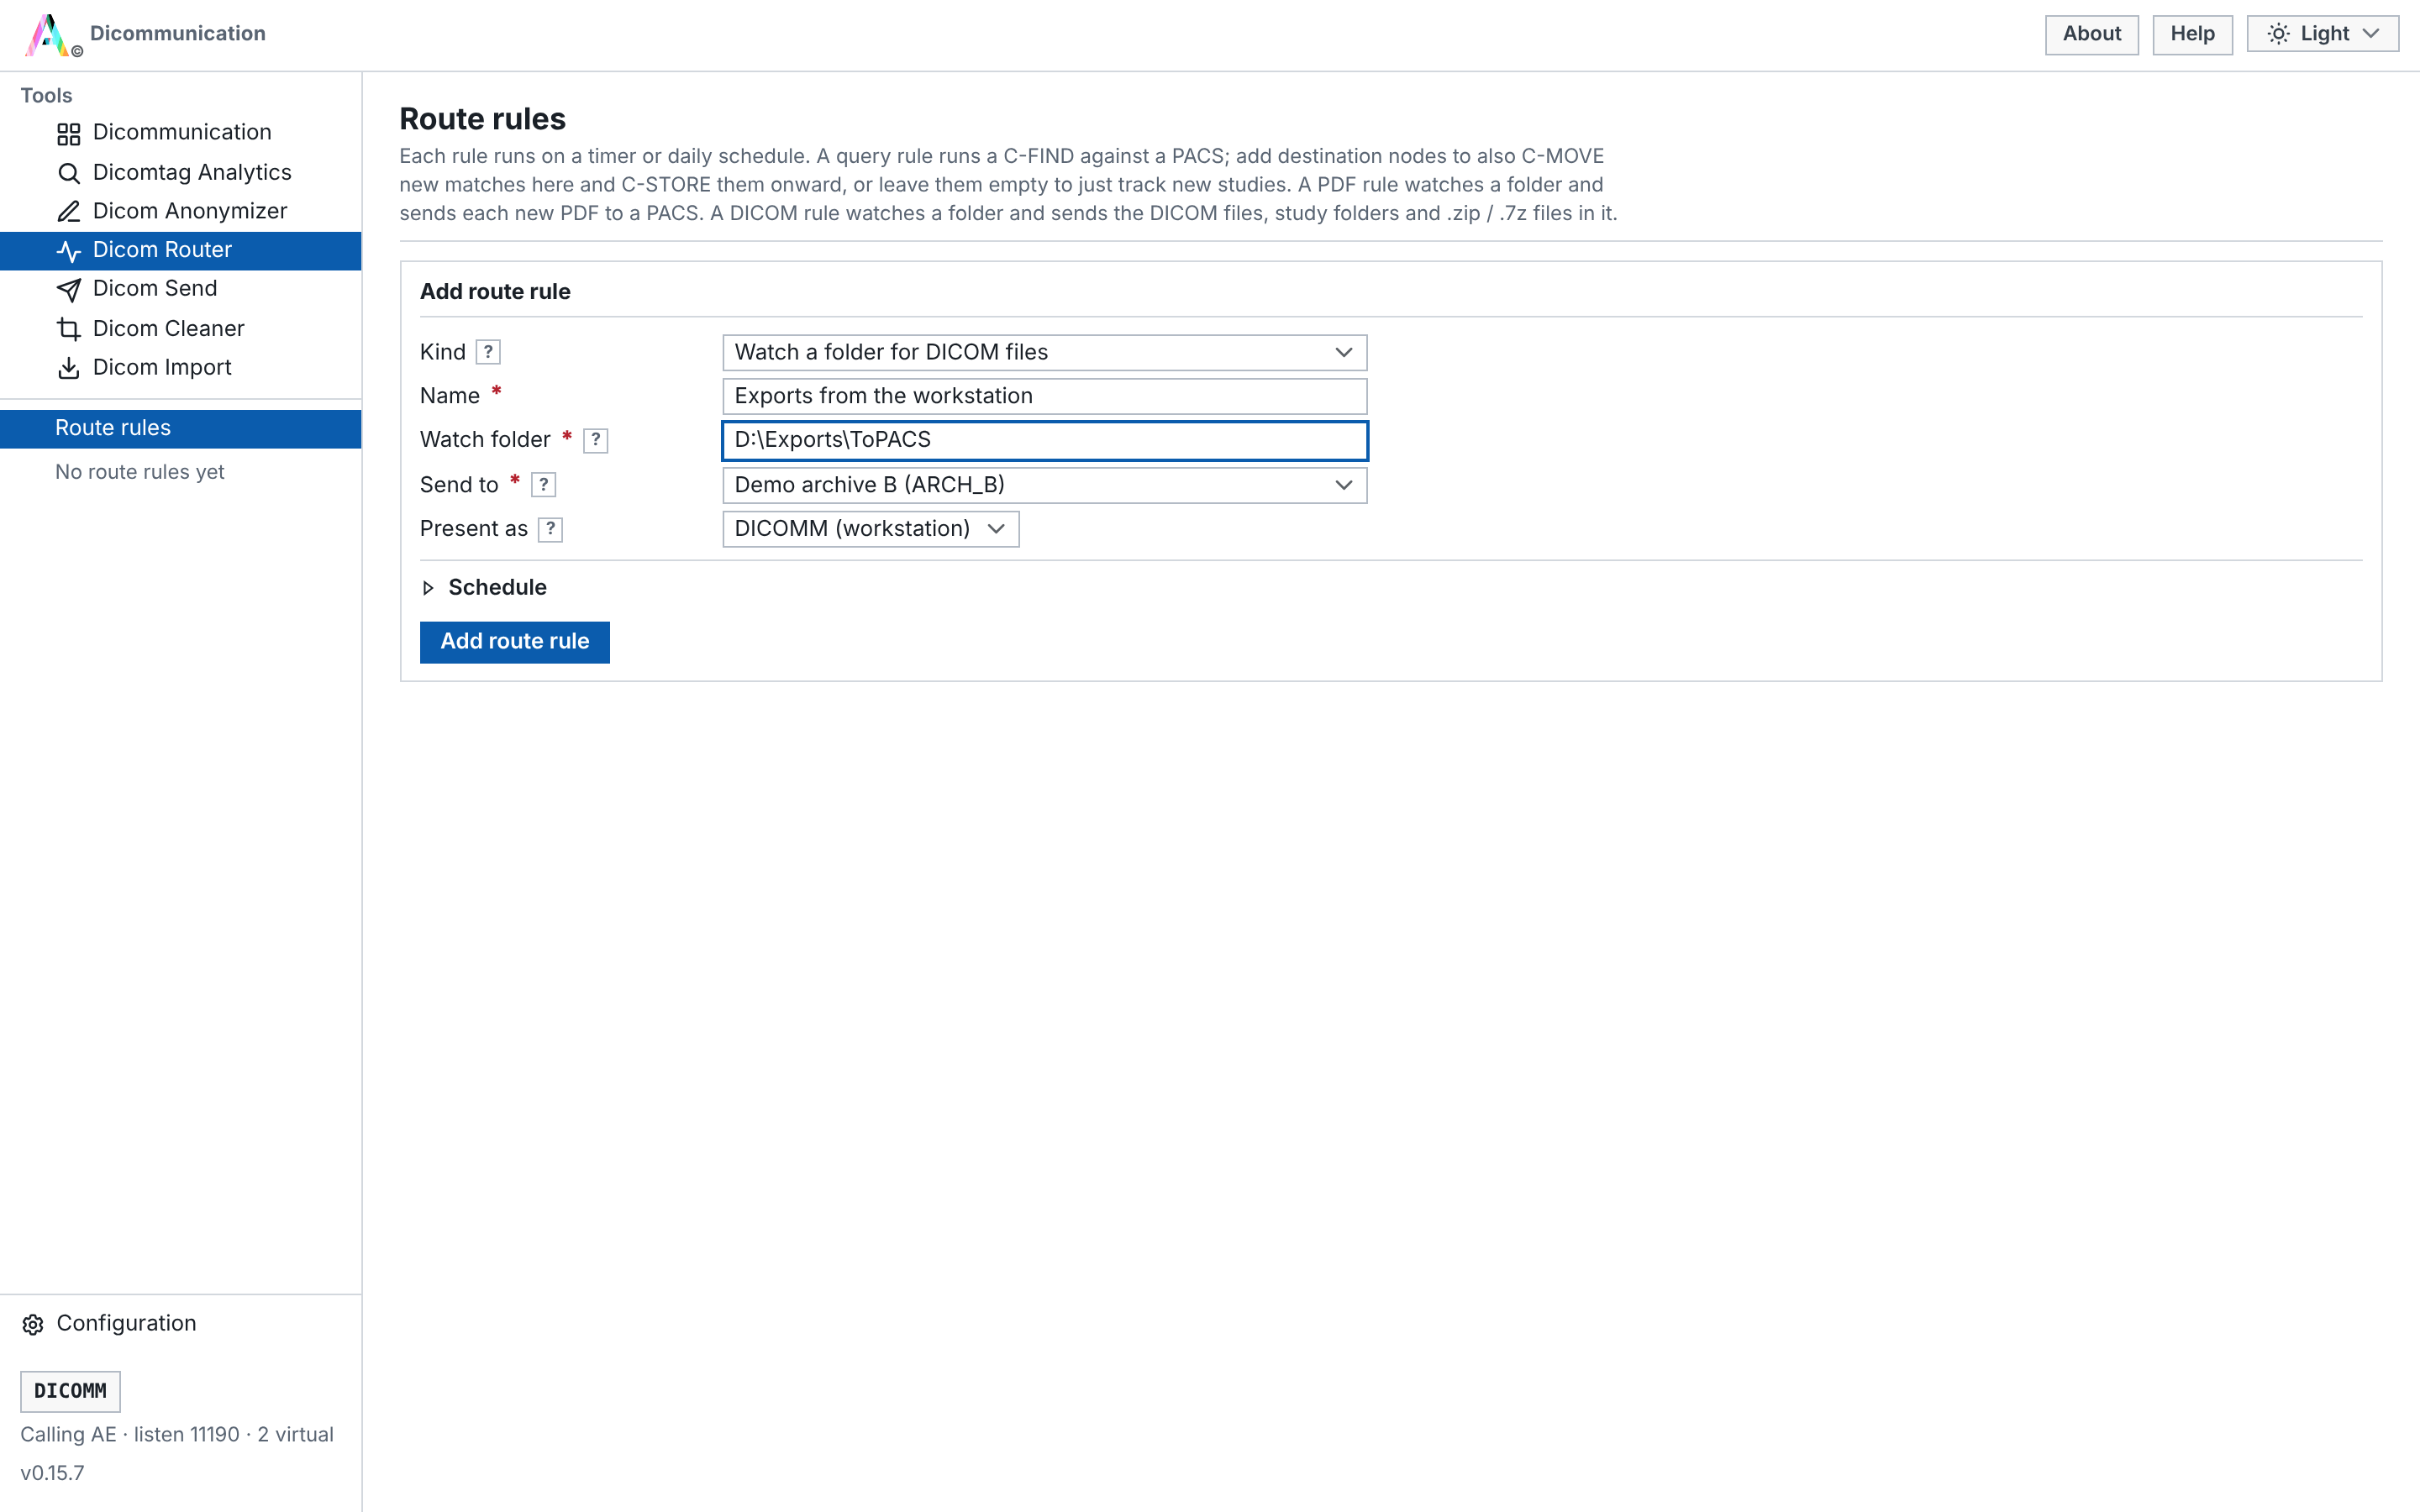 Dicommunication
About
Help
Light
Tools
Dicommunication
Dicomtag Analytics
Dicom Anonymizer
Dicom Router
Dicom Send
Dicom Cleaner
Dicom Import
Route rules
No route rules yet
Configuration
DICOMM
Calling AE · listen 11190 · 2 virtual
v0.15.7
Route rules
Each rule runs on a timer or daily schedule. A query rule runs a C-FIND against a PACS; add destination nodes to also C-MOVE
new matches here and C-STORE them onward, or leave them empty to just track new studies. A PDF rule watches a folder and
sends each new PDF to a PACS. A DICOM rule watches a folder and sends the DICOM files, study folders and .zip / .7z files in it.
Add route rule
Kind ? Watch a folder for DICOM files
Name * Exports from the workstation
Watch folder * ? D:\Exports\ToPACS
Send to * ? Demo archive B (ARCH_B)
Present as ? DICOMM (workstation)
Schedule
Add route rule